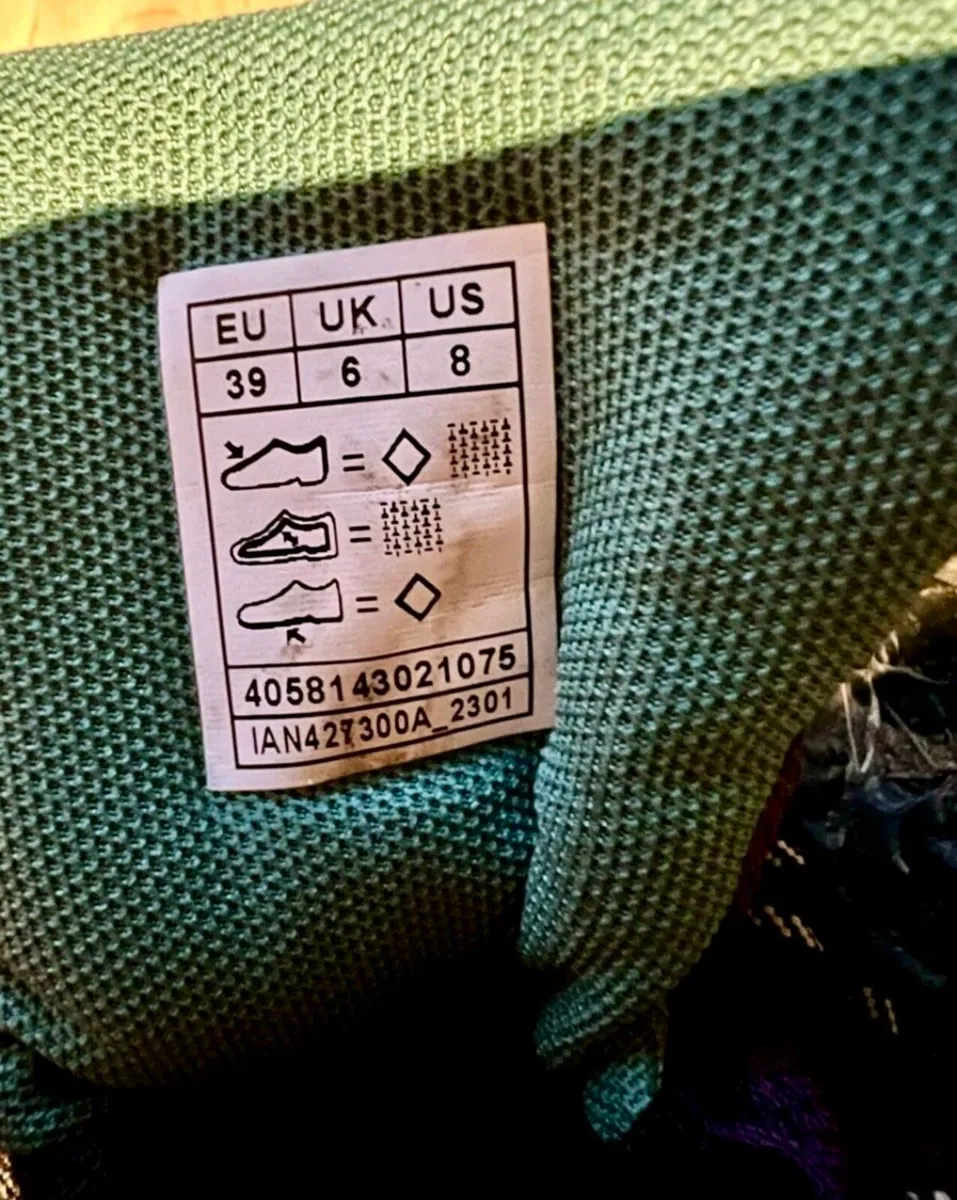 EU UK US
39 6 8
=
=
=
4058143021075
IAN427300A_2301